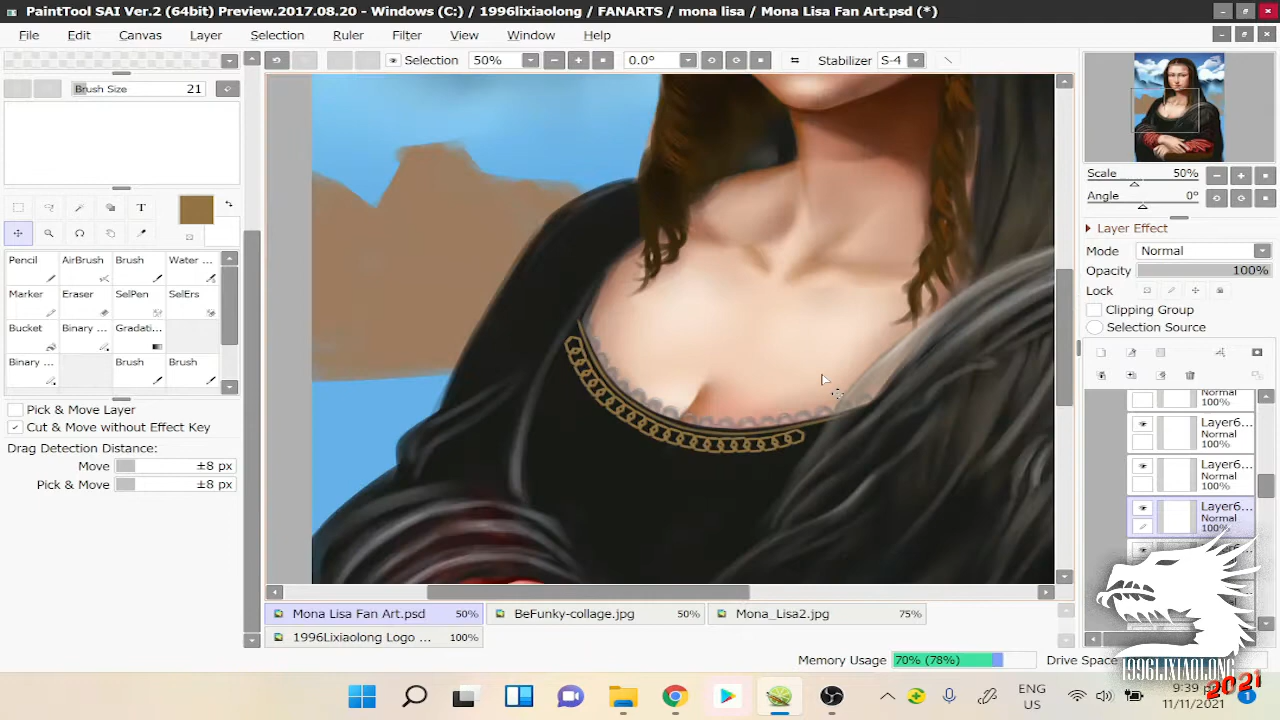 PaintTool SAI Ver.2 (64bit) Preview.2017.08.20 - Windows (C:) / 1996lixiaolong / FANARTS / mona lisa / Mona Lisa Fan Art.psd (*)
File Edit Canvas Layer Selection Ruler Filter View Window Help
Selection 50% 0.0° Stabilizer S-4
Brush Size 21
T
Pencil AirBrush Brush Water ...
Marker Eraser SelPen SelErs
Bucket Binary ... Gradati...
Binary ... Brush Brush
Pick & Move Layer
Cut & Move without Effect Key
Drag Detection Distance:
Move ±8 px
Pick & Move ±8 px
Scale 50%
Angle 0°
Layer Effect
Mode Normal
Opacity 100%
Lock
Clipping Group
Selection Source
Normal
100%
Layer6...
Normal
100%
Layer6...
Normal
100%
Layer6...
Normal
100%
Mona Lisa Fan Art.psd 50% BeFunky-collage.jpg 50% Mona_Lisa2.jpg 75%
1996Lixiaolong Logo ... 100%
Memory Usage 70% (78%) Drive Space
1996LIXIAOLONG
2021
ENG
US
9:39
11/11/2021
1